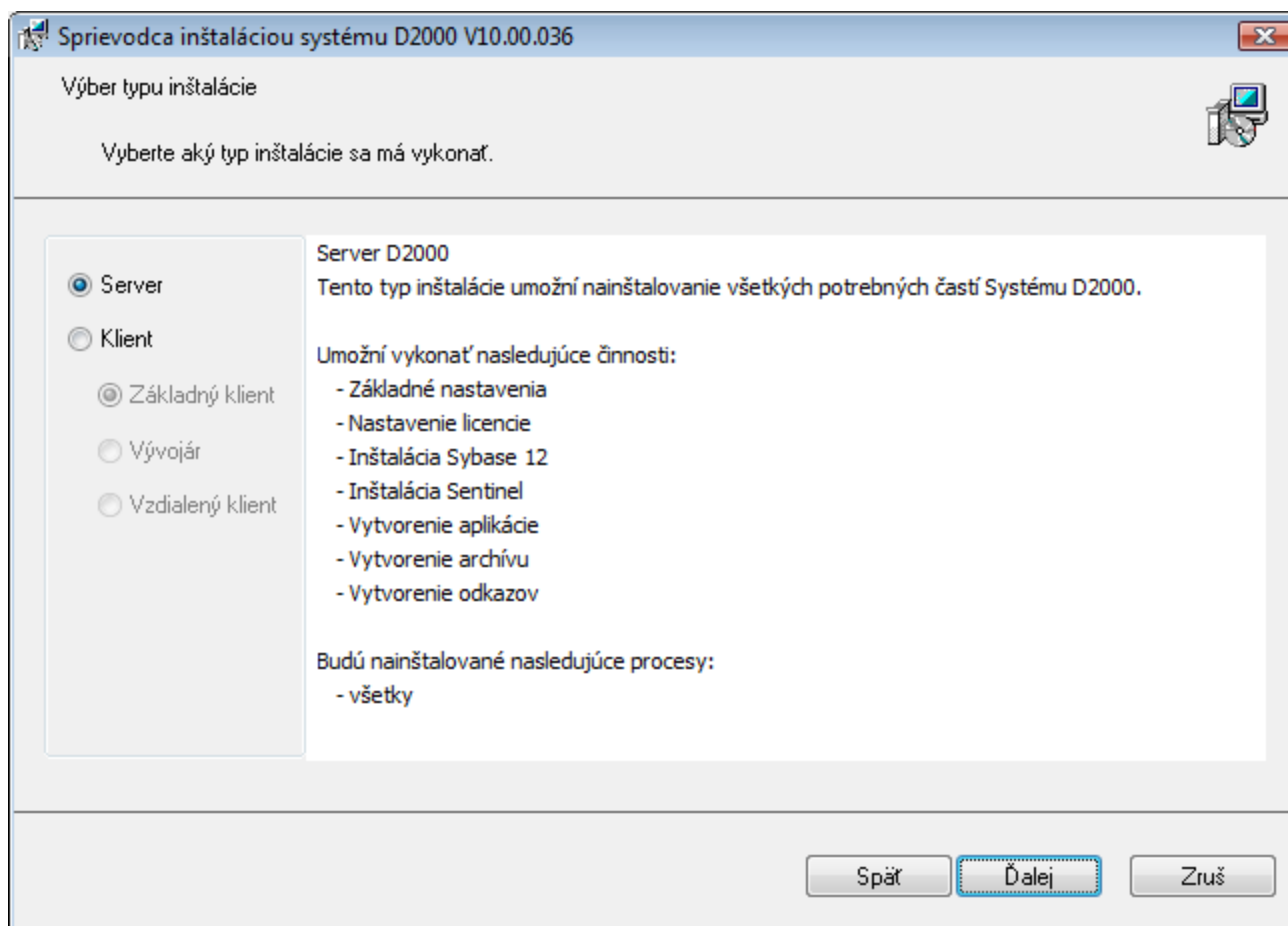 Sprievodca inštaláciou systému D2000 V10.00.036
Výber typu inštalácie
Vyberte aký typ inštalácie sa má vykonať.
Server
Klient
Základný klient
Vývojár
Vzdialený klient
Server D2000
Tento typ inštalácie umožní nainštalovanie všetkých potrebných častí Systému D2000.
Umožní vykonať nasledujúce činnosti:
- Základné nastavenia
- Nastavenie licencie
- Inštalácia Sybase 12
- Inštalácia Sentinel
- Vytvorenie aplikácie
- Vytvorenie archívu
- Vytvorenie odkazov
Budú nainštalované nasledujúce procesy:
- všetky
Späť
Ďalej
Zruš